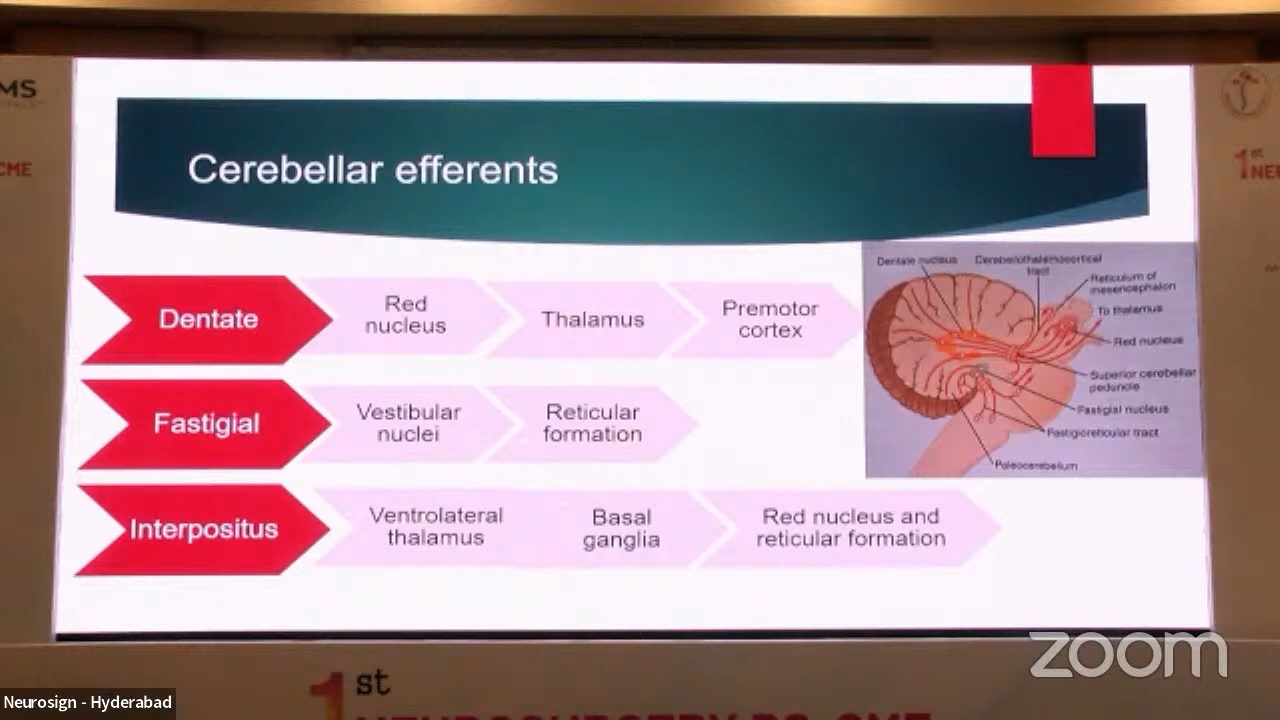 MS
CME
1st
NEU
Cerebellar efferents
Dentate
Red
nucleus
Thalamus
Premotor
cortex
Fastigial
Vestibular
nuclei
Reticular
formation
Interpositus
Ventrolateral
thalamus
Basal
ganglia
Red nucleus and
reticular formation
Dentate nucleus
Cerebellothalamocortical
tract
Reticulum of
mesencephalon
To thalamus
Red nucleus
Superior cerebellar
peduncle
Fastigial nucleus
Fastigioreticular tract
Paleocerebellum
zoom
1st
Neurosign - Hyderabad